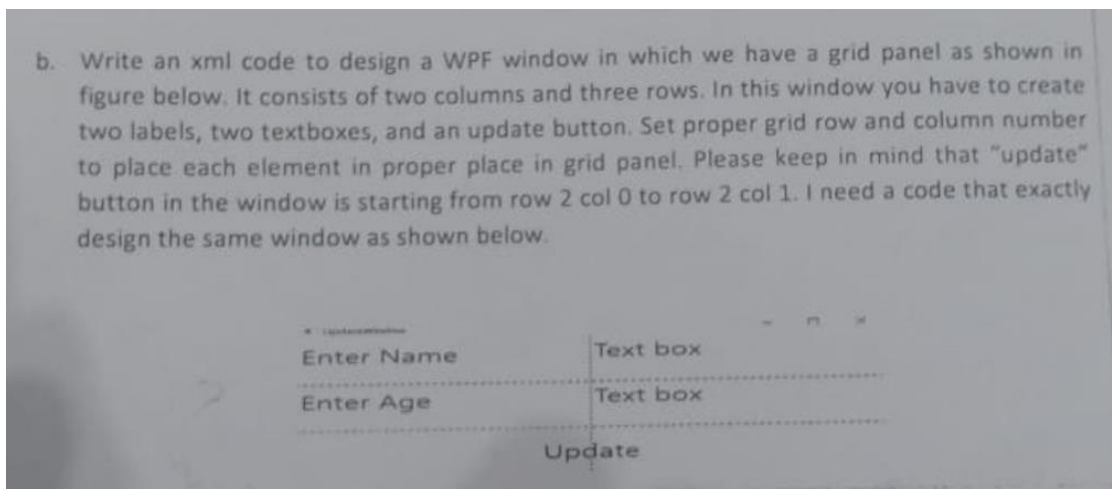 b. Write an xml code to design a WPF window in which we have a grid panel as shown in
figure below. It consists of two columns and three rows. In this window you have to create
two labels, two textboxes, and an update button. Set proper grid row and column number
to place each element in proper place in grid panel. Please keep in mind that "update"
button in the window is starting from row 2 col 0 to row 2 col 1. I need a code that exactly
design the same window as shown below.
Enter Name Text box
Enter Age Text box
Update